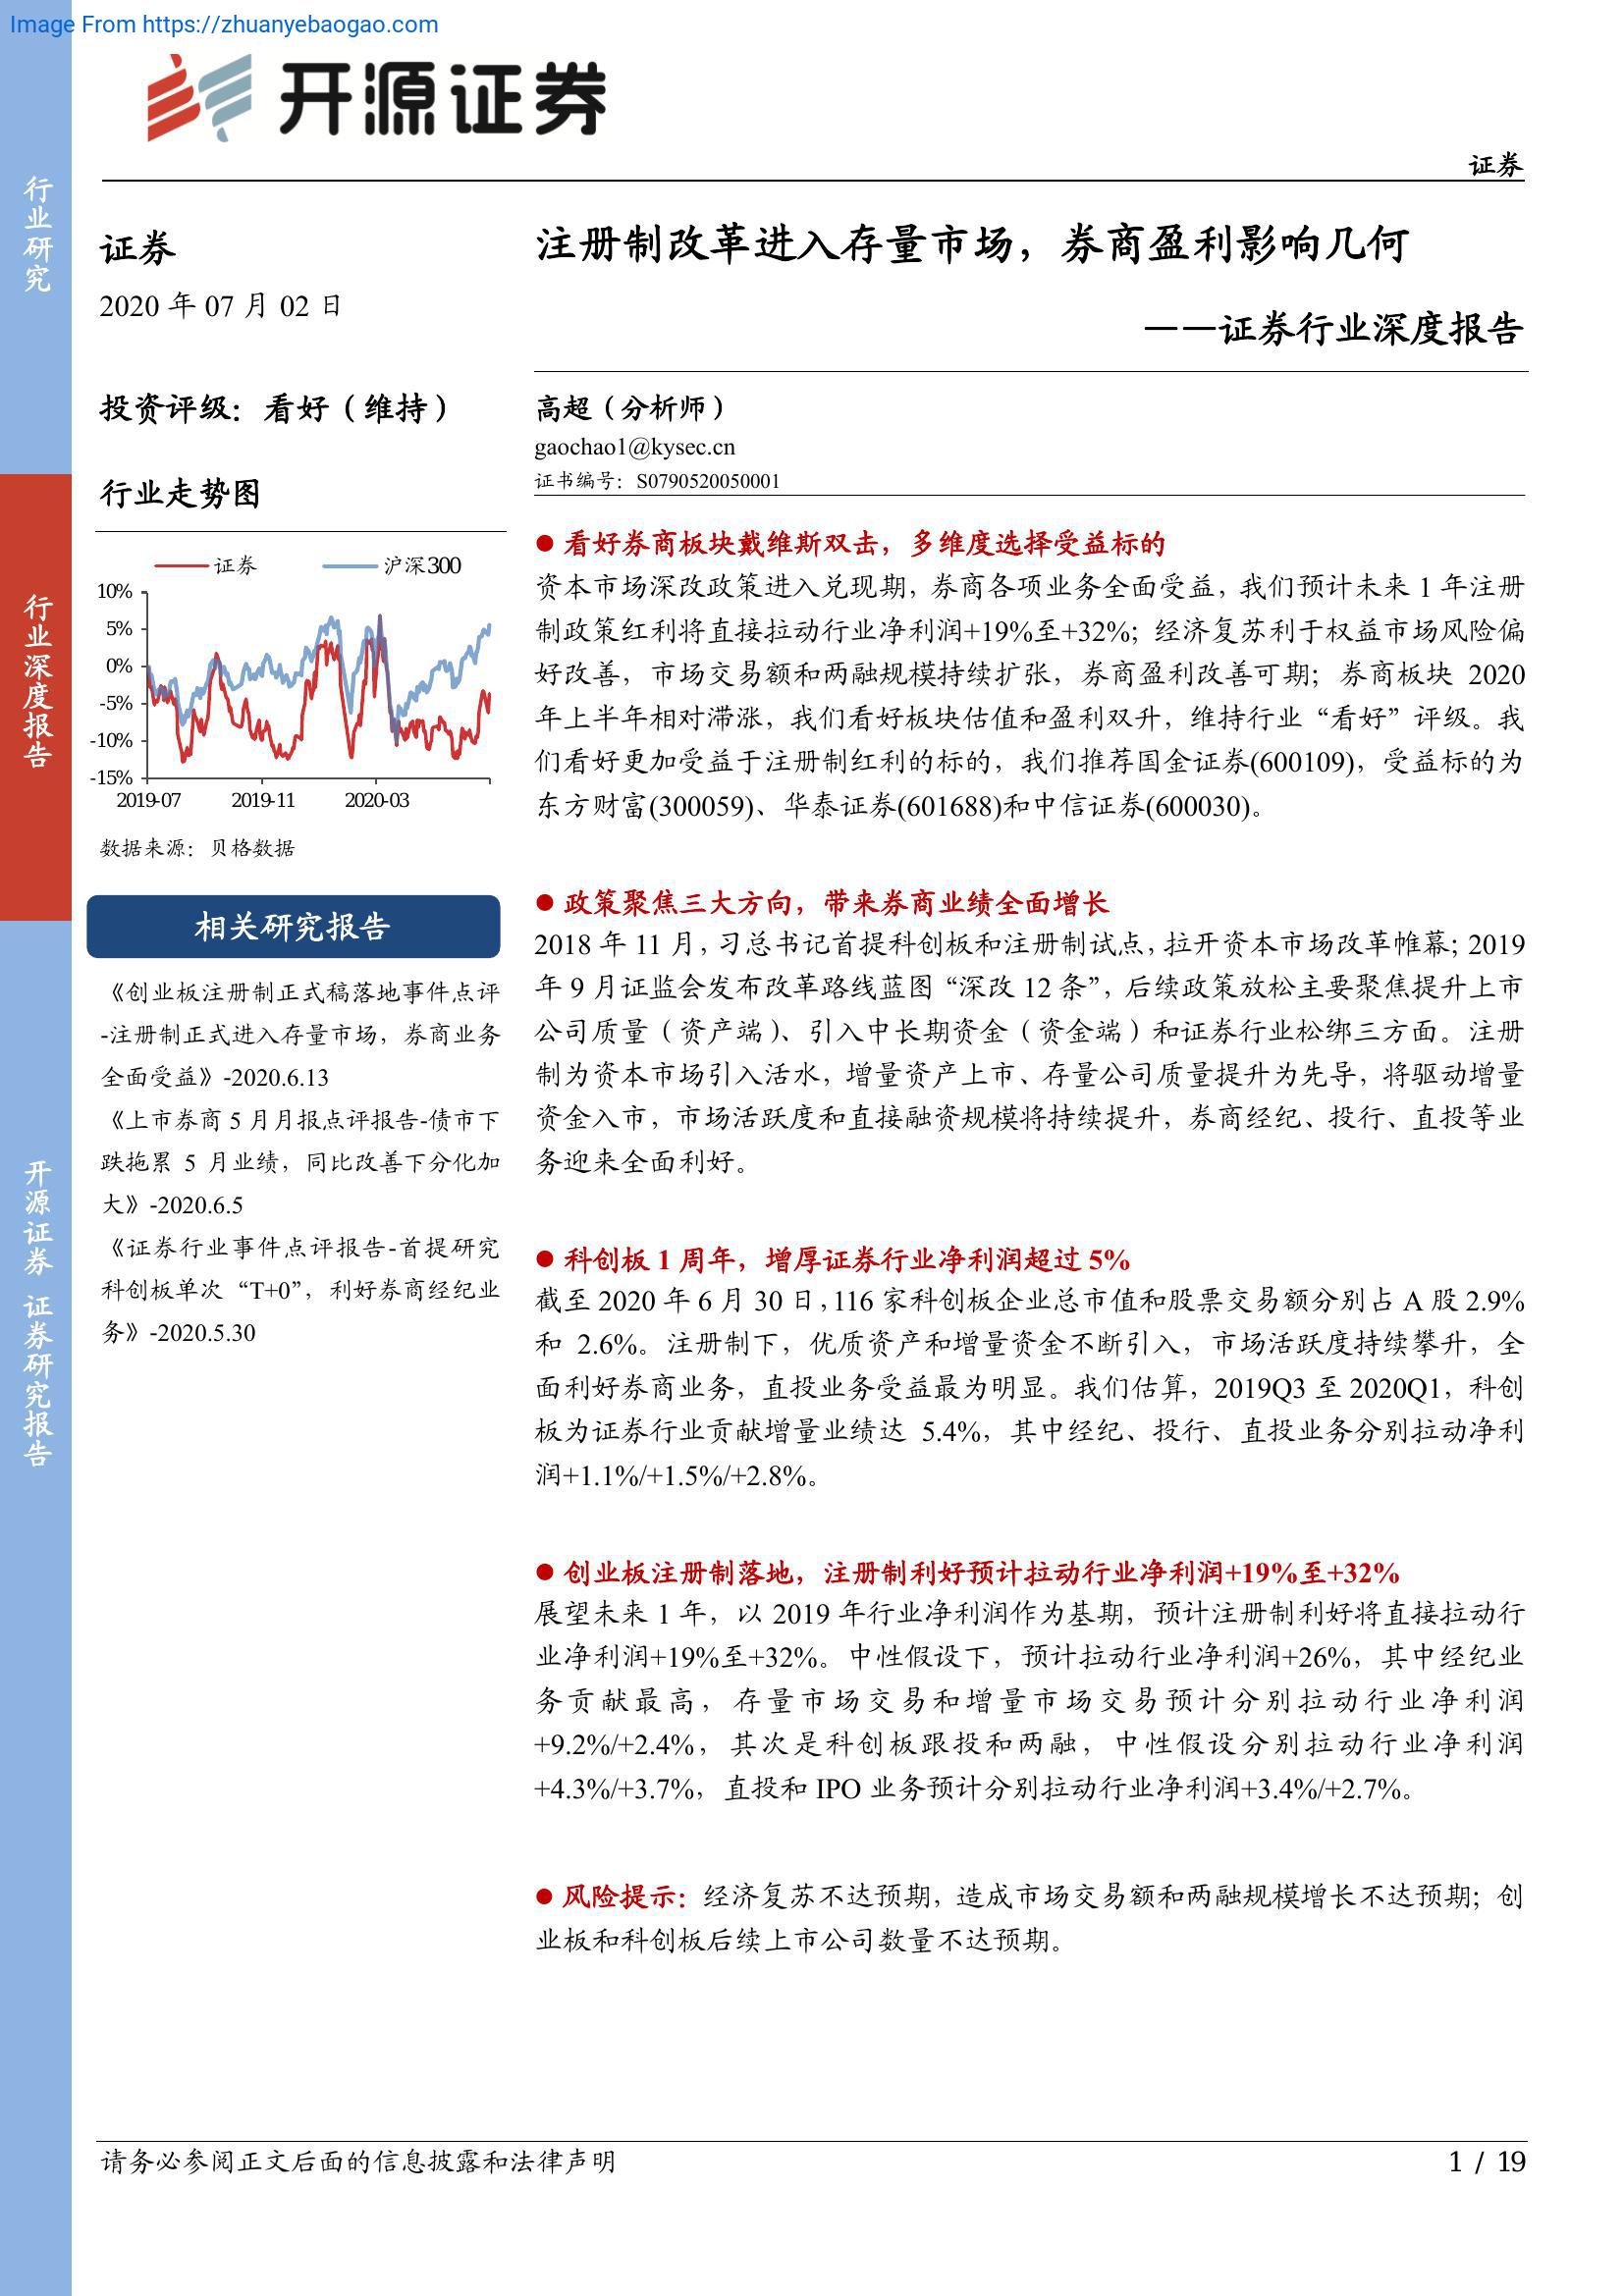 Image From https://zhuanyebaogao.com
开源证券
证券
行业研究
行业深度报告
开源证券 证券研究报告
证券
2020 年 07 月 02 日
投资评级：看好（维持）
行业走势图
证券 沪深300
10%
5%
0%
-5%
-10%
-15%
2019-07 2019-11 2020-03
数据来源：贝格数据
相关研究报告
《创业板注册制正式稿落地事件点评
-注册制正式进入存量市场，券商业务
全面受益》-2020.6.13
《上市券商 5 月月报点评报告-债市下
跌拖累 5 月业绩，同比改善下分化加
大》-2020.6.5
《证券行业事件点评报告-首提研究
科创板单次“T+0”，利好券商经纪业
务》-2020.5.30
注册制改革进入存量市场，券商盈利影响几何
——证券行业深度报告
高超（分析师）
gaochao1@kysec.cn
证书编号：S0790520050001
● 看好券商板块戴维斯双击，多维度选择受益标的
资本市场深改政策进入兑现期，券商各项业务全面受益，我们预计未来 1 年注册
制政策红利将直接拉动行业净利润+19%至+32%；经济复苏利于权益市场风险偏
好改善，市场交易额和两融规模持续扩张，券商盈利改善可期；券商板块 2020
年上半年相对滞涨，我们看好板块估值和盈利双升，维持行业“看好”评级。我
们看好更加受益于注册制红利的标的，我们推荐国金证券(600109)，受益标的为
东方财富(300059)、华泰证券(601688)和中信证券(600030)。
● 政策聚焦三大方向，带来券商业绩全面增长
2018 年 11 月，习总书记首提科创板和注册制试点，拉开资本市场改革帷幕；2019
年 9 月证监会发布改革路线蓝图“深改 12 条”，后续政策放松主要聚焦提升上市
公司质量（资产端）、引入中长期资金（资金端）和证券行业松绑三方面。注册
制为资本市场引入活水，增量资产上市、存量公司质量提升为先导，将驱动增量
资金入市，市场活跃度和直接融资规模将持续提升，券商经纪、投行、直投等业
务迎来全面利好。
● 科创板 1 周年，增厚证券行业净利润超过 5%
截至 2020 年 6 月 30 日，116 家科创板企业总市值和股票交易额分别占 A 股 2.9%
和 2.6%。注册制下，优质资产和增量资金不断引入，市场活跃度持续攀升，全
面利好券商业务，直投业务受益最为明显。我们估算，2019Q3 至 2020Q1，科创
板为证券行业贡献增量业绩达 5.4%，其中经纪、投行、直投业务分别拉动净利
润+1.1%/+1.5%/+2.8%。
● 创业板注册制落地，注册制利好预计拉动行业净利润+19%至+32%
展望未来 1 年，以 2019 年行业净利润作为基期，预计注册制利好将直接拉动行
业净利润+19%至+32%。中性假设下，预计拉动行业净利润+26%，其中经纪业
务贡献最高，存量市场交易和增量市场交易预计分别拉动行业净利润
+9.2%/+2.4%，其次是科创板跟投和两融，中性假设分别拉动行业净利润
+4.3%/+3.7%，直投和 IPO 业务预计分别拉动行业净利润+3.4%/+2.7%。
● 风险提示：经济复苏不达预期，造成市场交易额和两融规模增长不达预期；创
业板和科创板后续上市公司数量不达预期。
请务必参阅正文后面的信息披露和法律声明
1 / 19